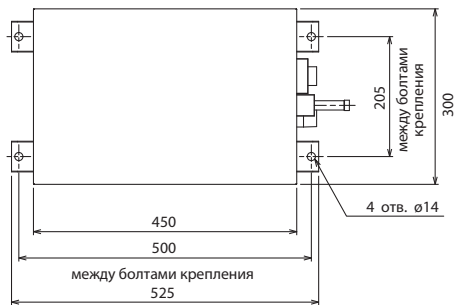 205
между болтами
крепления
300
4 отв. ø14
450
500
между болтами крепления
525